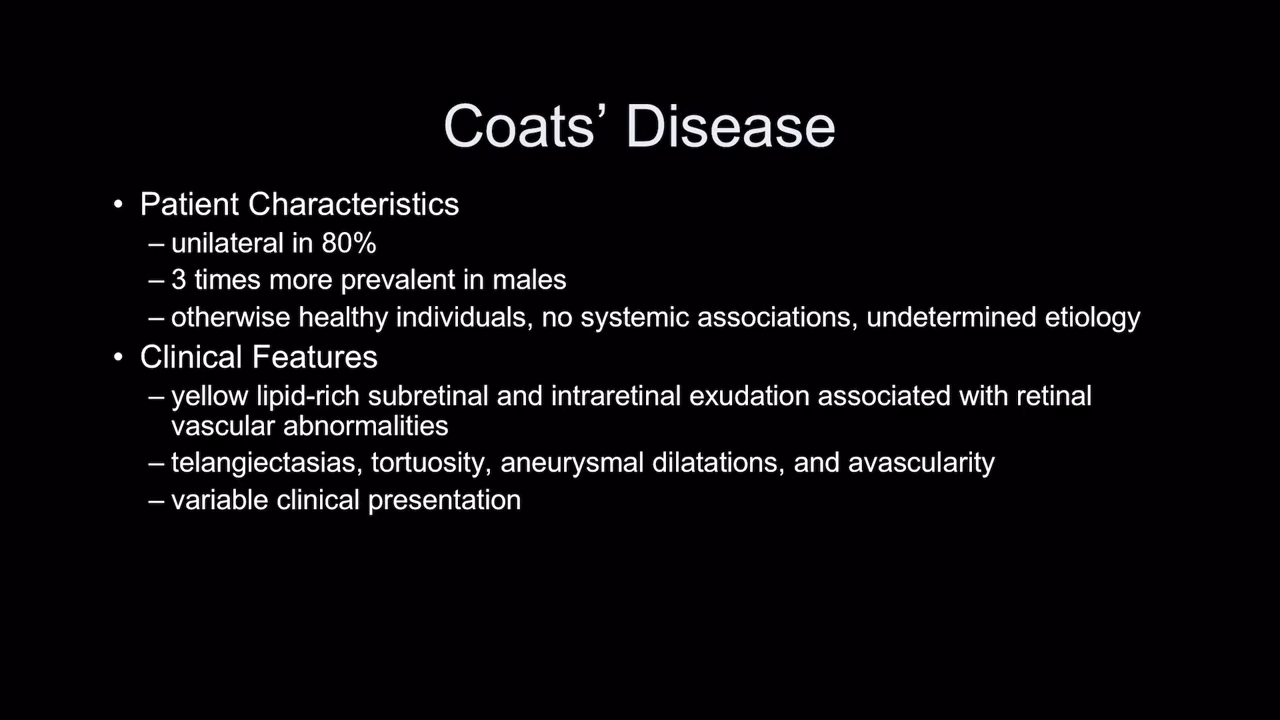 Coats’ Disease
• Patient Characteristics
– unilateral in 80%
– 3 times more prevalent in males
– otherwise healthy individuals, no systemic associations, undetermined etiology
• Clinical Features
– yellow lipid-rich subretinal and intraretinal exudation associated with retinal
vascular abnormalities
– telangiectasias, tortuosity, aneurysmal dilatations, and avascularity
– variable clinical presentation